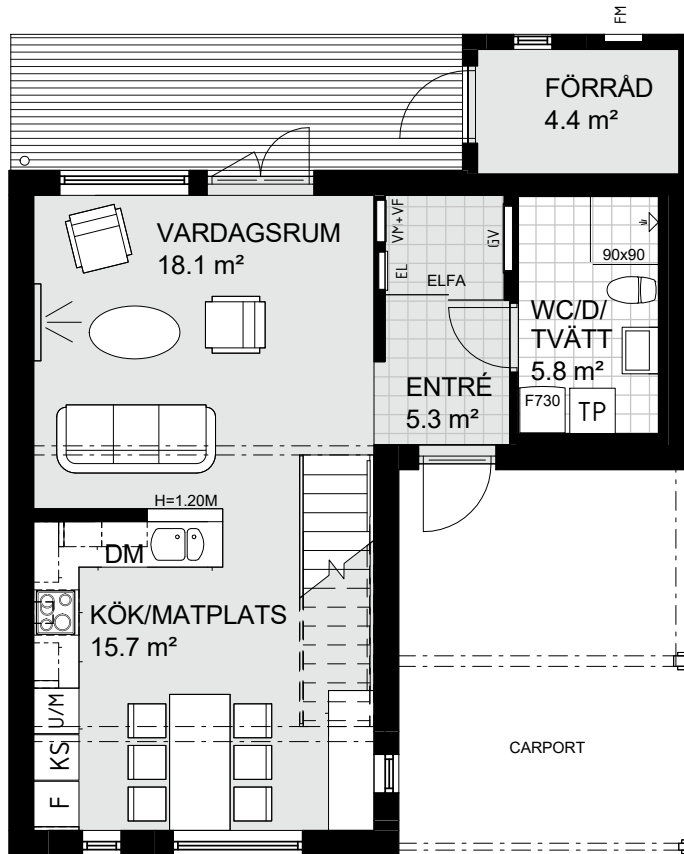 FM
FÖRRÅD
4.4 m²
VARDAGSRUM
18.1 m²
VM+VF
EL
GV
ELFA
90x90
WC/D/
TVÄTT
5.8 m²
ENTRÉ
5.3 m²
F730
TP
H=1.20M
DM
KÖK/MATPLATS
15.7 m²
U/M
KS
F
CARPORT